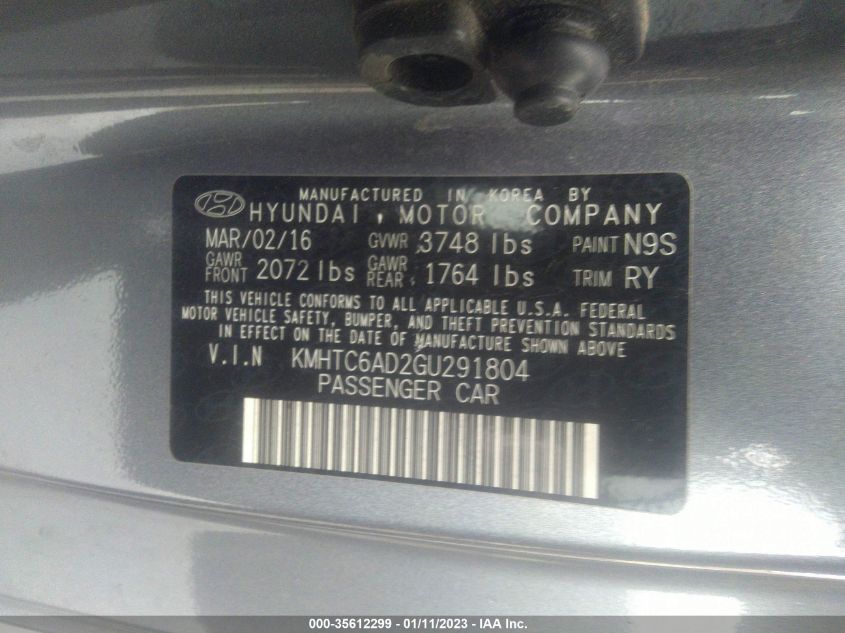 MANUFACTURED IN KOREA BY
HYUNDAI MOTOR COMPANY
MAR/02/16 GVWR 3748 lbs PAINT N9S
GAWR FRONT 2072 lbs GAWR REAR 1764 lbs TRIM RY
THIS VEHICLE CONFORMS TO ALL APPLICABLE U.S.A. FEDERAL
MOTOR VEHICLE SAFETY, BUMPER, AND THEFT PREVENTION STANDARDS
IN EFFECT ON THE DATE OF MANUFACTURE SHOWN ABOVE
V.I.N KMHTC6AD2GU291804
PASSENGER CAR
000-35612299 - 01/11/2023 - IAA Inc.